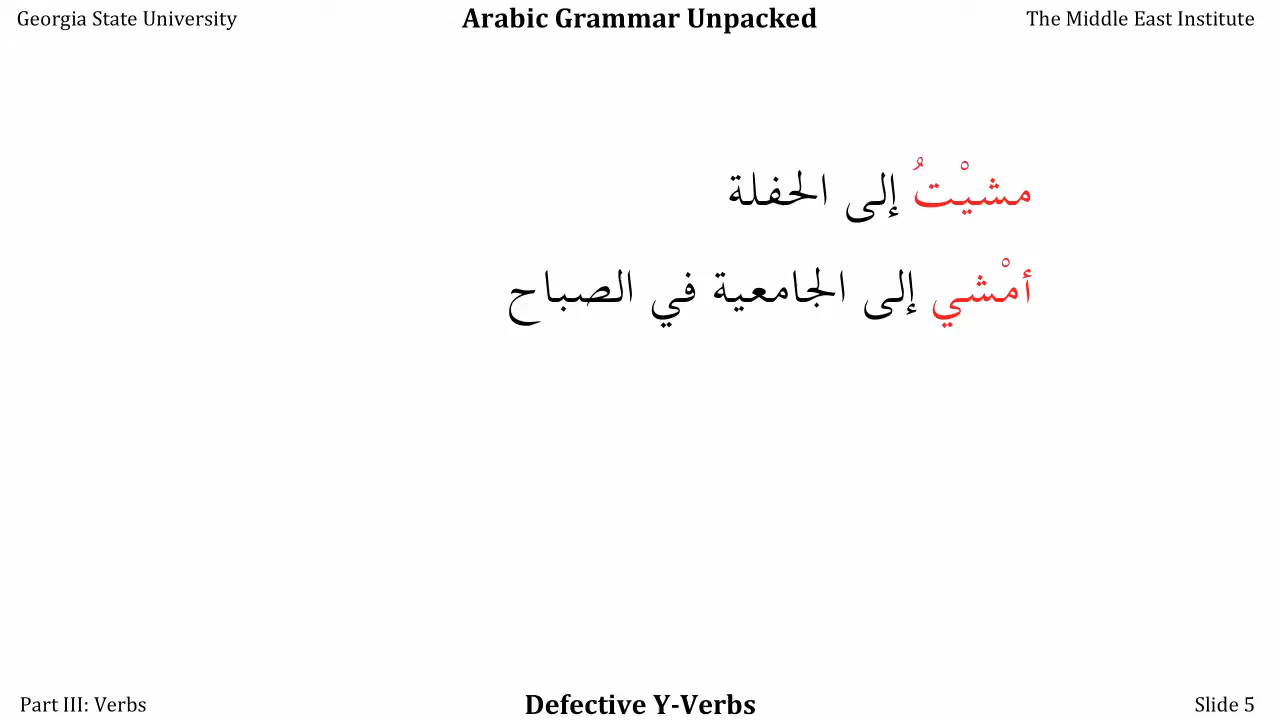 Georgia State University
Arabic Grammar Unpacked
The Middle East Institute
مشيْتُ إلى الحفلة
أمْشي إلى الجامعية في الصباح
Part III: Verbs
Defective Y-Verbs
Slide 5